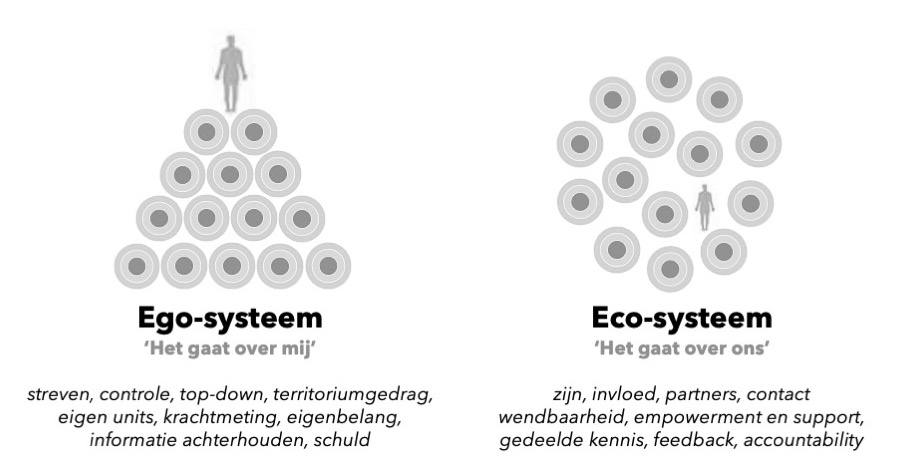 Ego-systeem
‘Het gaat over mij’
streven, controle, top-down, territoriumgedrag,
eigen units, krachtmeting, eigenbelang,
informatie achterhouden, schuld
Eco-systeem
‘Het gaat over ons’
zijn, invloed, partners, contact
wendbaarheid, empowerment en support,
gedeelde kennis, feedback, accountability